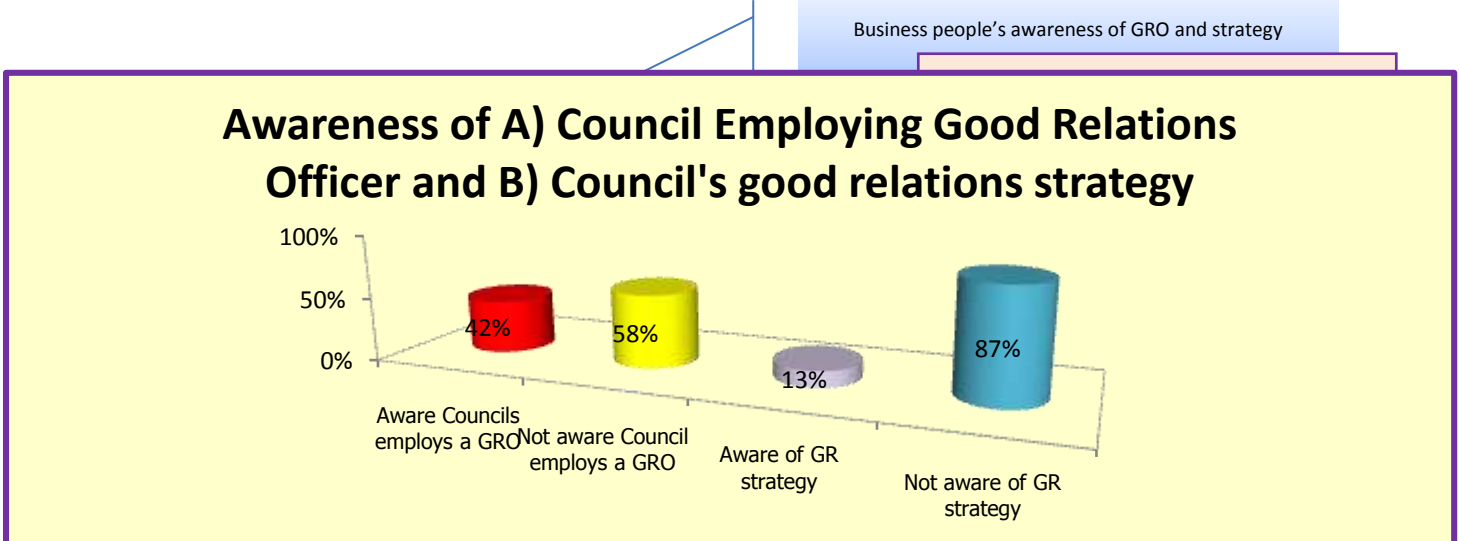 Business people's awareness of GRO and strategy
Awareness of A) Council Employing Good Relations
Officer and B) Council's good relations strategy
100%
50%
0%
42%
58%
13%
87%
Aware Councils
employs a GRO
Not aware Council
employs a GRO
Aware of GR
strategy
Not aware of GR
strategy